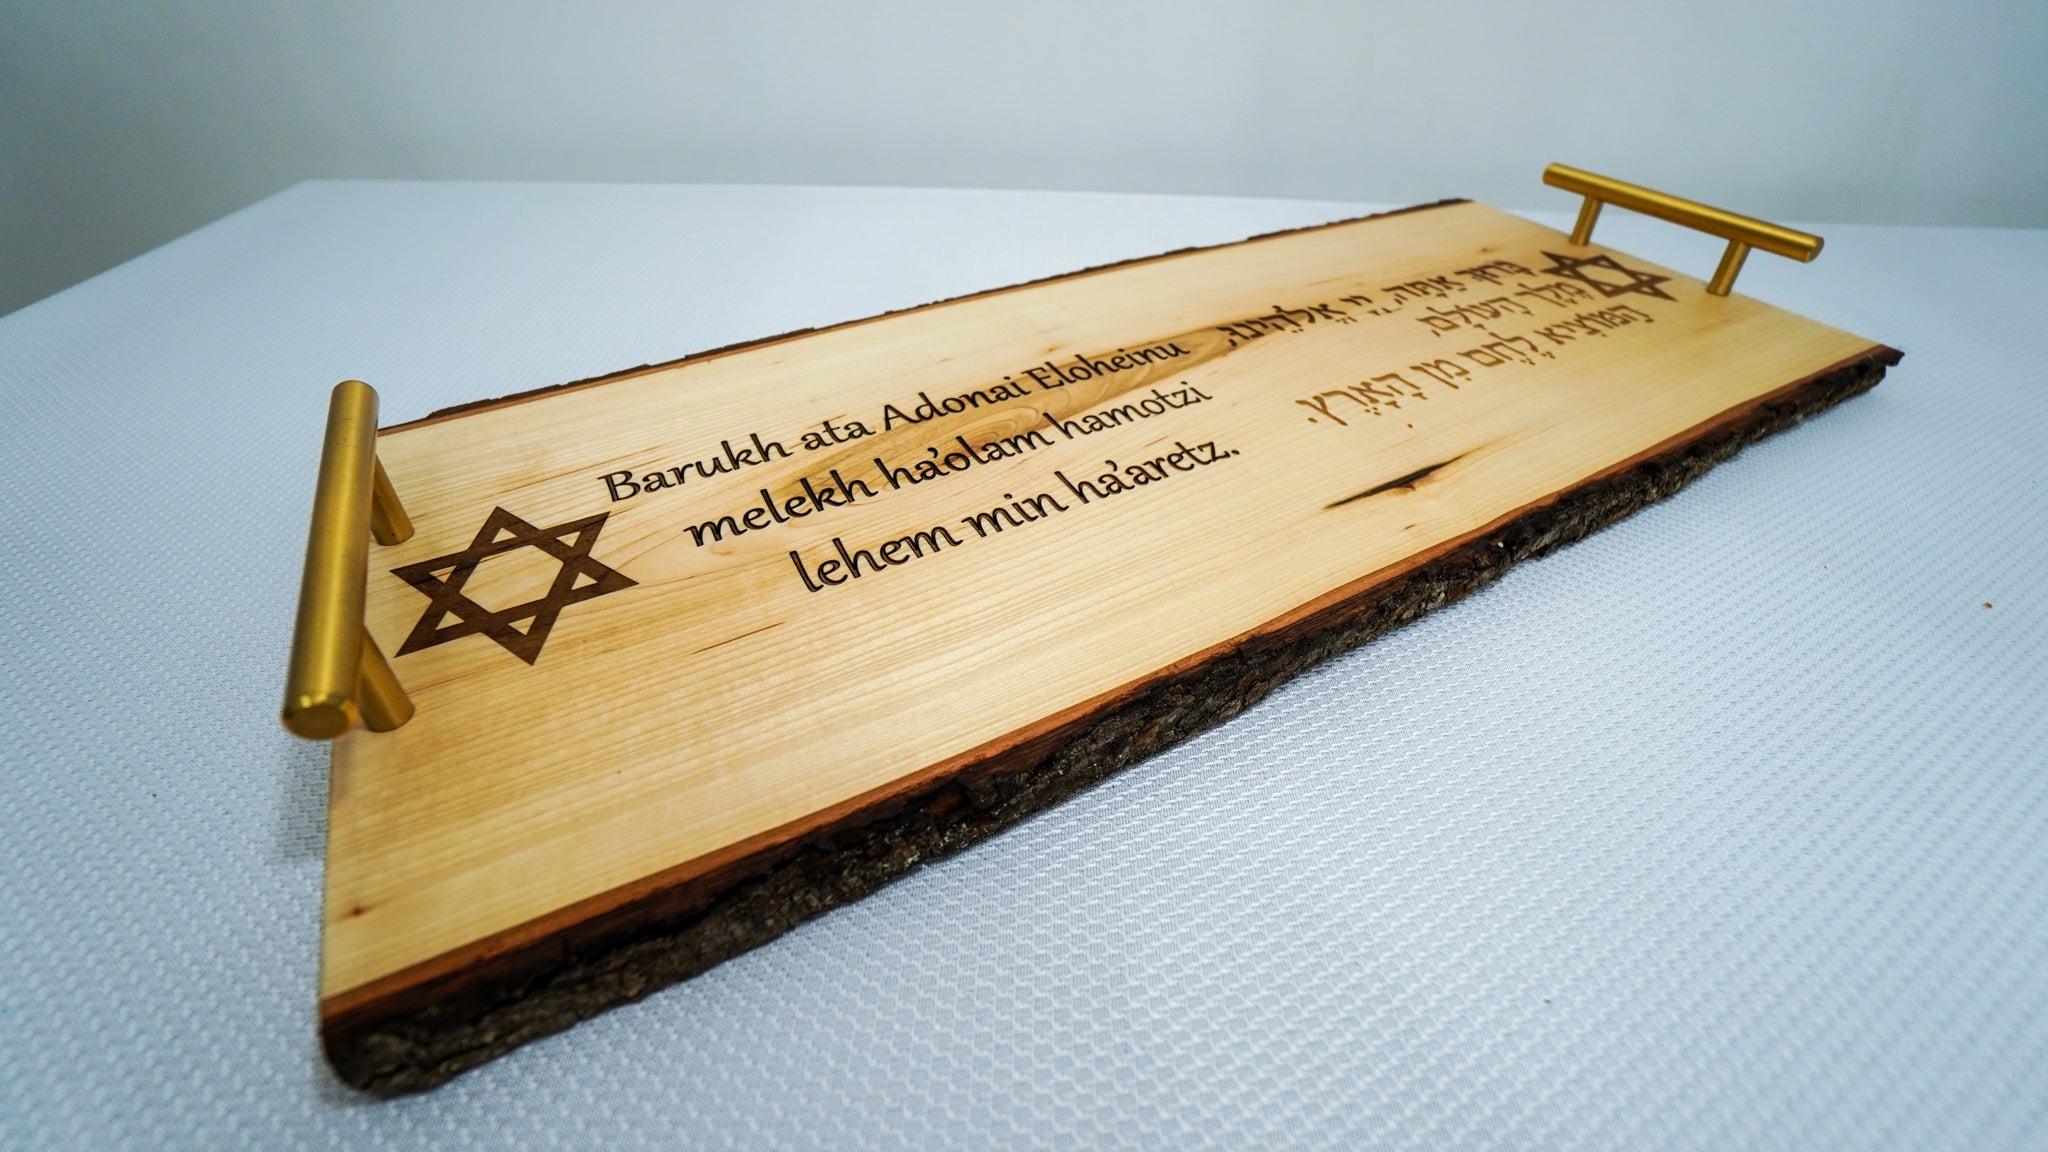 Barukh ata Adonai Eloheinu
melekh ha'olam hamotzi
lehem min ha'aretz.
בָּרוּךְ אַתָּה, יְיָ אֱלֹהֵינוּ,
מֶלֶךְ הָעוֹלָם,
הַמּוֹצִיא לֶחֶם מִן הָאָרֶץ.